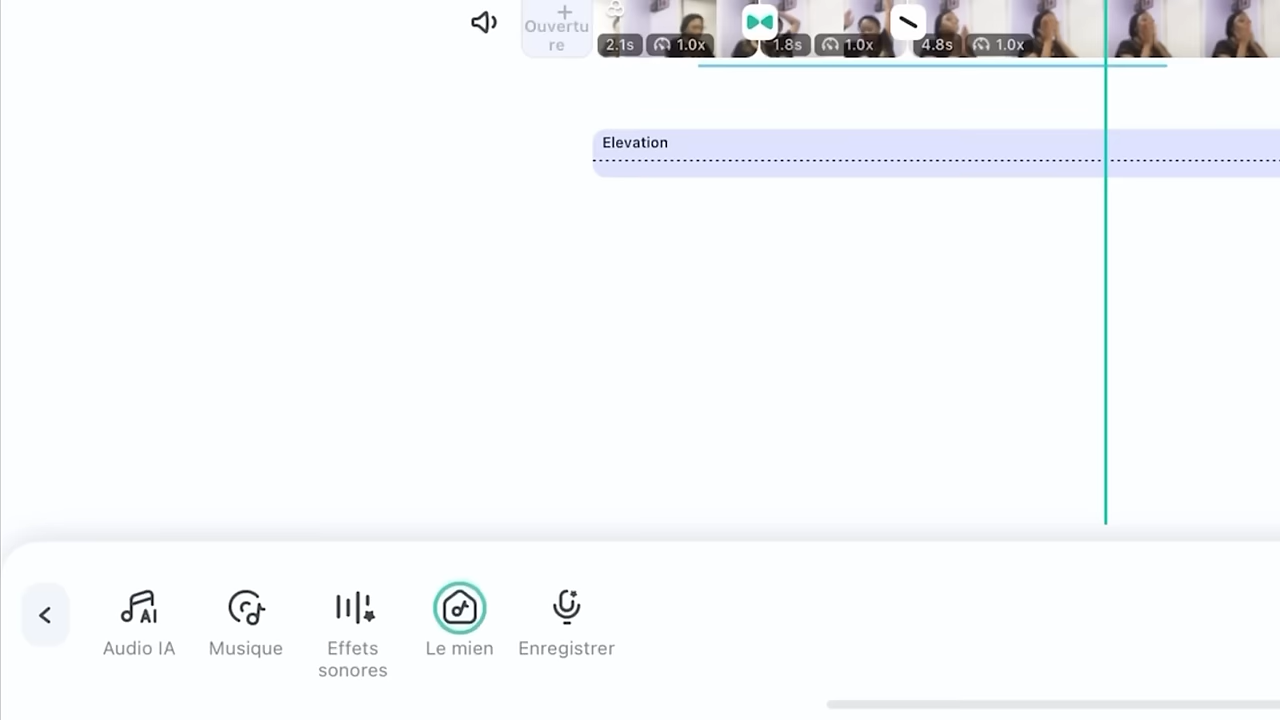 Ouvertu
re
2.1s 1.0x 1.8s 1.0x 4.8s 1.0x
Elevation
AI
Audio IA Musique Effets sonores Le mien Enregistrer